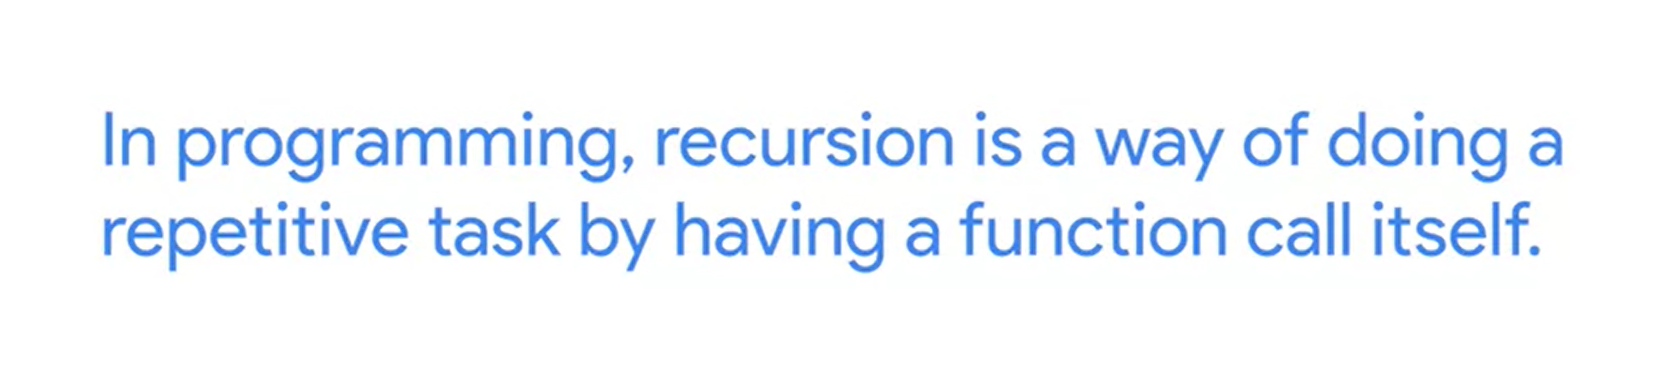 In programming, recursion is a way of doing a
repetitive task by having a function call itself.